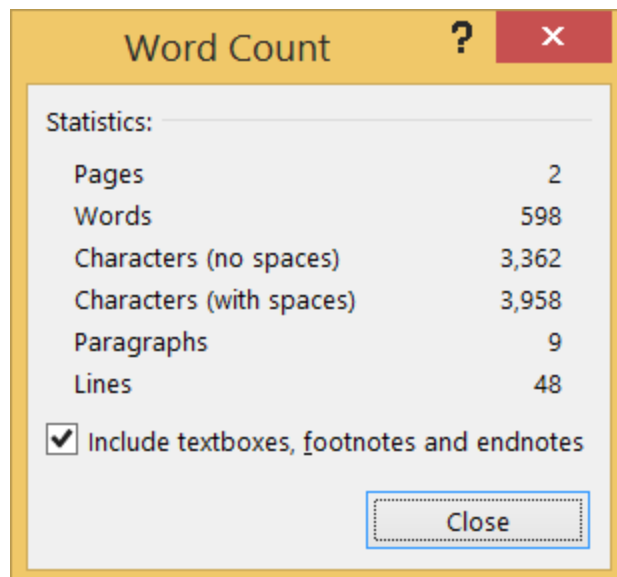 Word Count ? ×
Statistics:
Pages 2
Words 598
Characters (no spaces) 3,362
Characters (with spaces) 3,958
Paragraphs 9
Lines 48
Include textboxes, footnotes and endnotes
Close